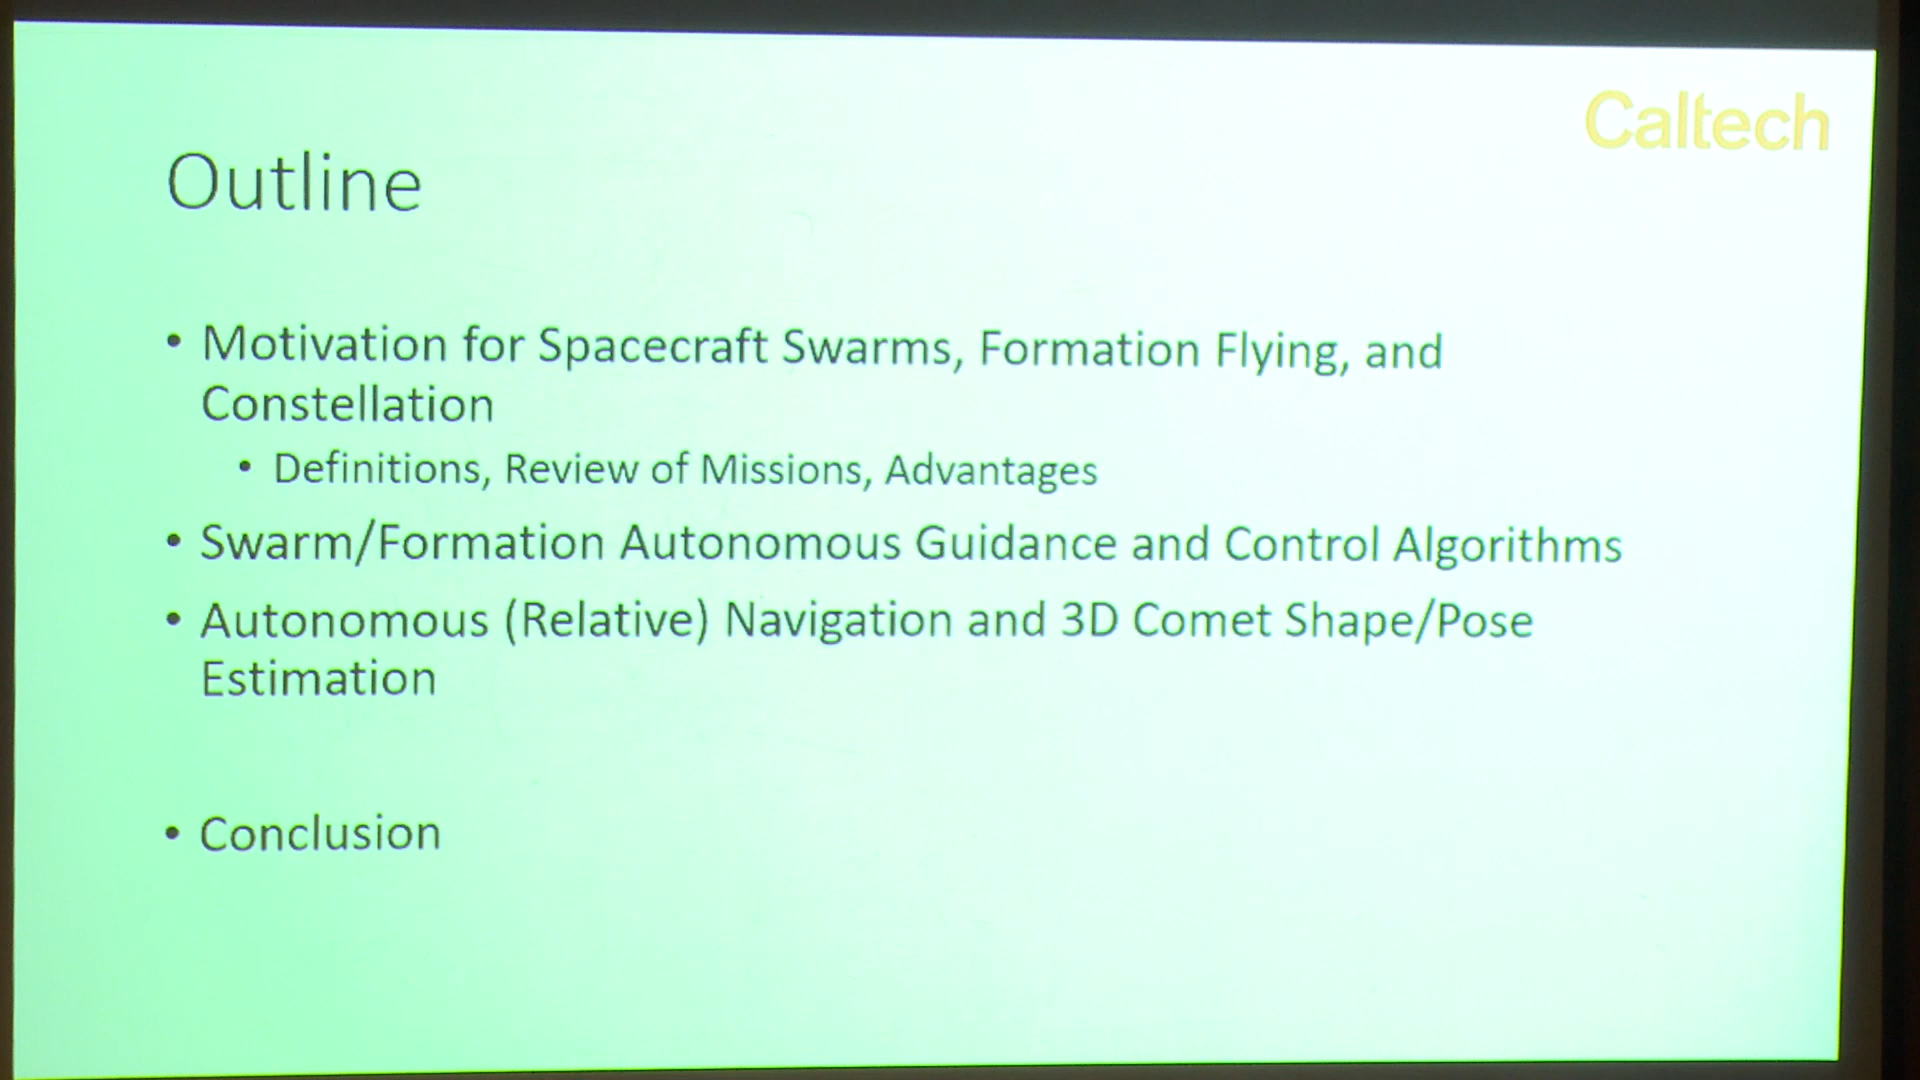 Caltech
Outline
• Motivation for Spacecraft Swarms, Formation Flying, and
Constellation
• Definitions, Review of Missions, Advantages
• Swarm/Formation Autonomous Guidance and Control Algorithms
• Autonomous (Relative) Navigation and 3D Comet Shape/Pose
Estimation
• Conclusion